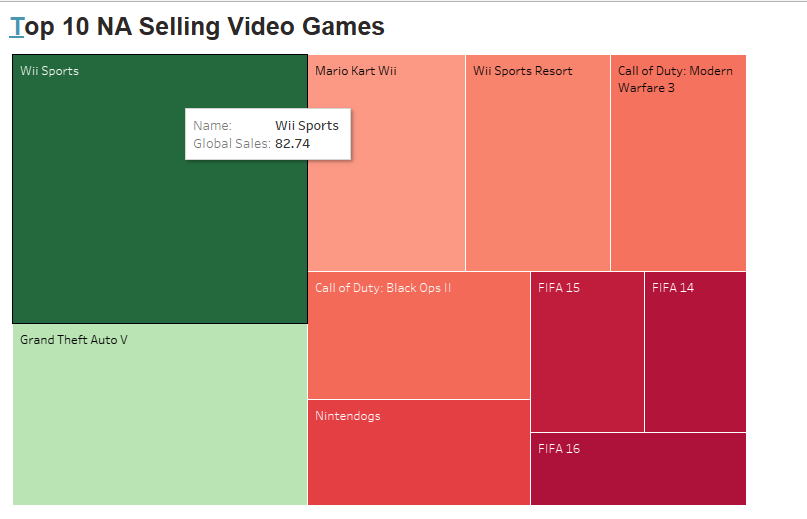 Top 10 NA Selling Video Games
Wii Sports
Mario Kart Wii
Wii Sports Resort
Call of Duty: Modern
Warfare 3
Name: Wii Sports
Global Sales: 82.74
Call of Duty: Black Ops II
FIFA 15
FIFA 14
Grand Theft Auto V
Nintendogs
FIFA 16